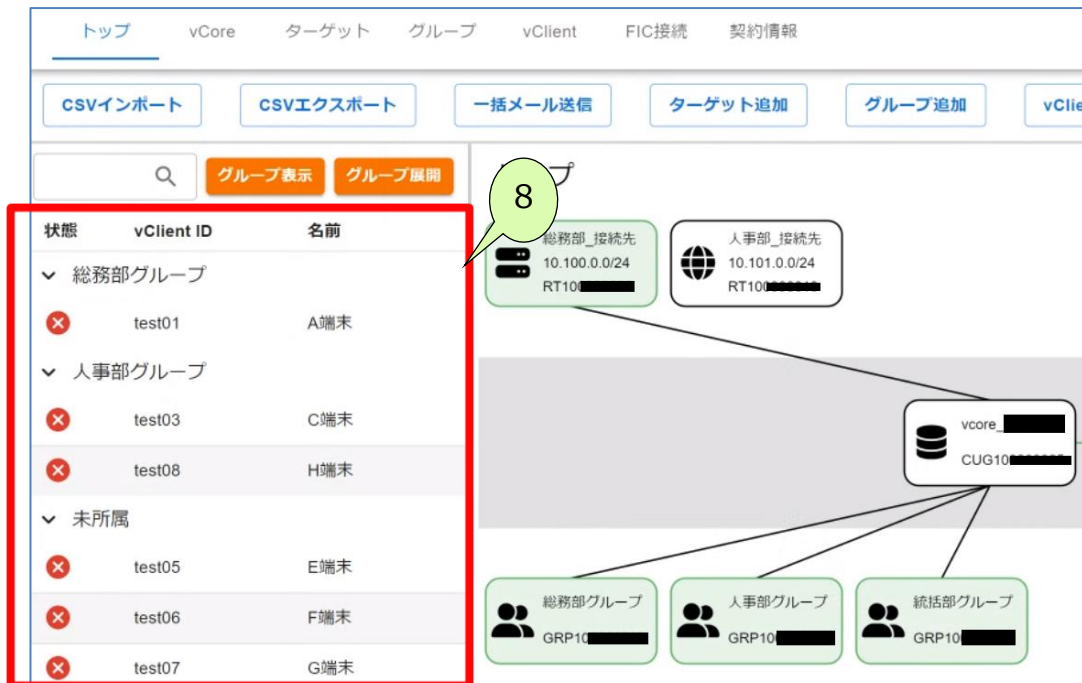 トップ vCore ターゲット グループ vClient FIC接続 契約情報
CSVインポート CSVエクスポート 一括メール送信 ターゲット追加 グループ追加 vClie
グループ表示 グループ展開
プ
8
状態 vClient ID 名前
総務部グループ
test01 A端末
人事部グループ
test03 C端末
test08 H端末
未所属
test05 E端末
test06 F端末
test07 G端末
総務部_接続先
10.100.0.0/24
RT100
人事部_接続先
10.101.0.0/24
RT100
vcore_
CUG10
総務部グループ
GRP10
人事部グループ
GRP10
統括部グループ
GRP10